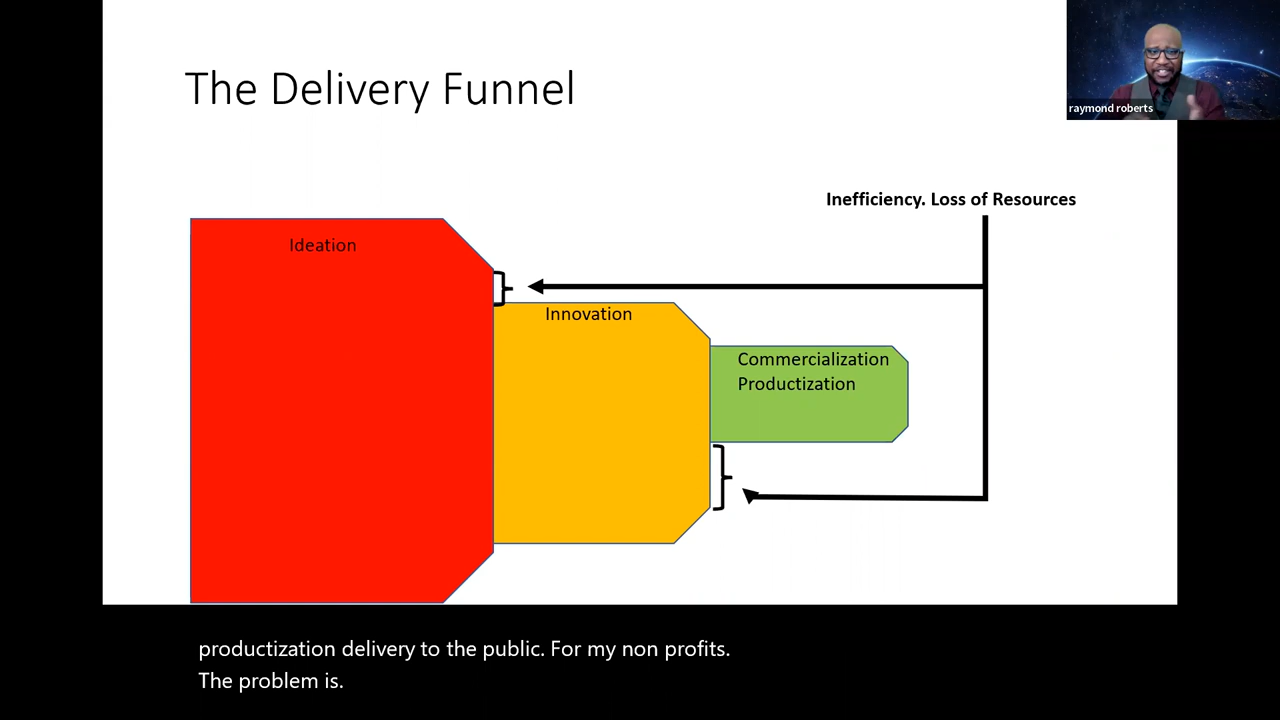 The Delivery Funnel
raymond roberts
Inefficiency. Loss of Resources
Ideation
Innovation
Commercialization
Productization
productization delivery to the public. For my non profits.
The problem is.